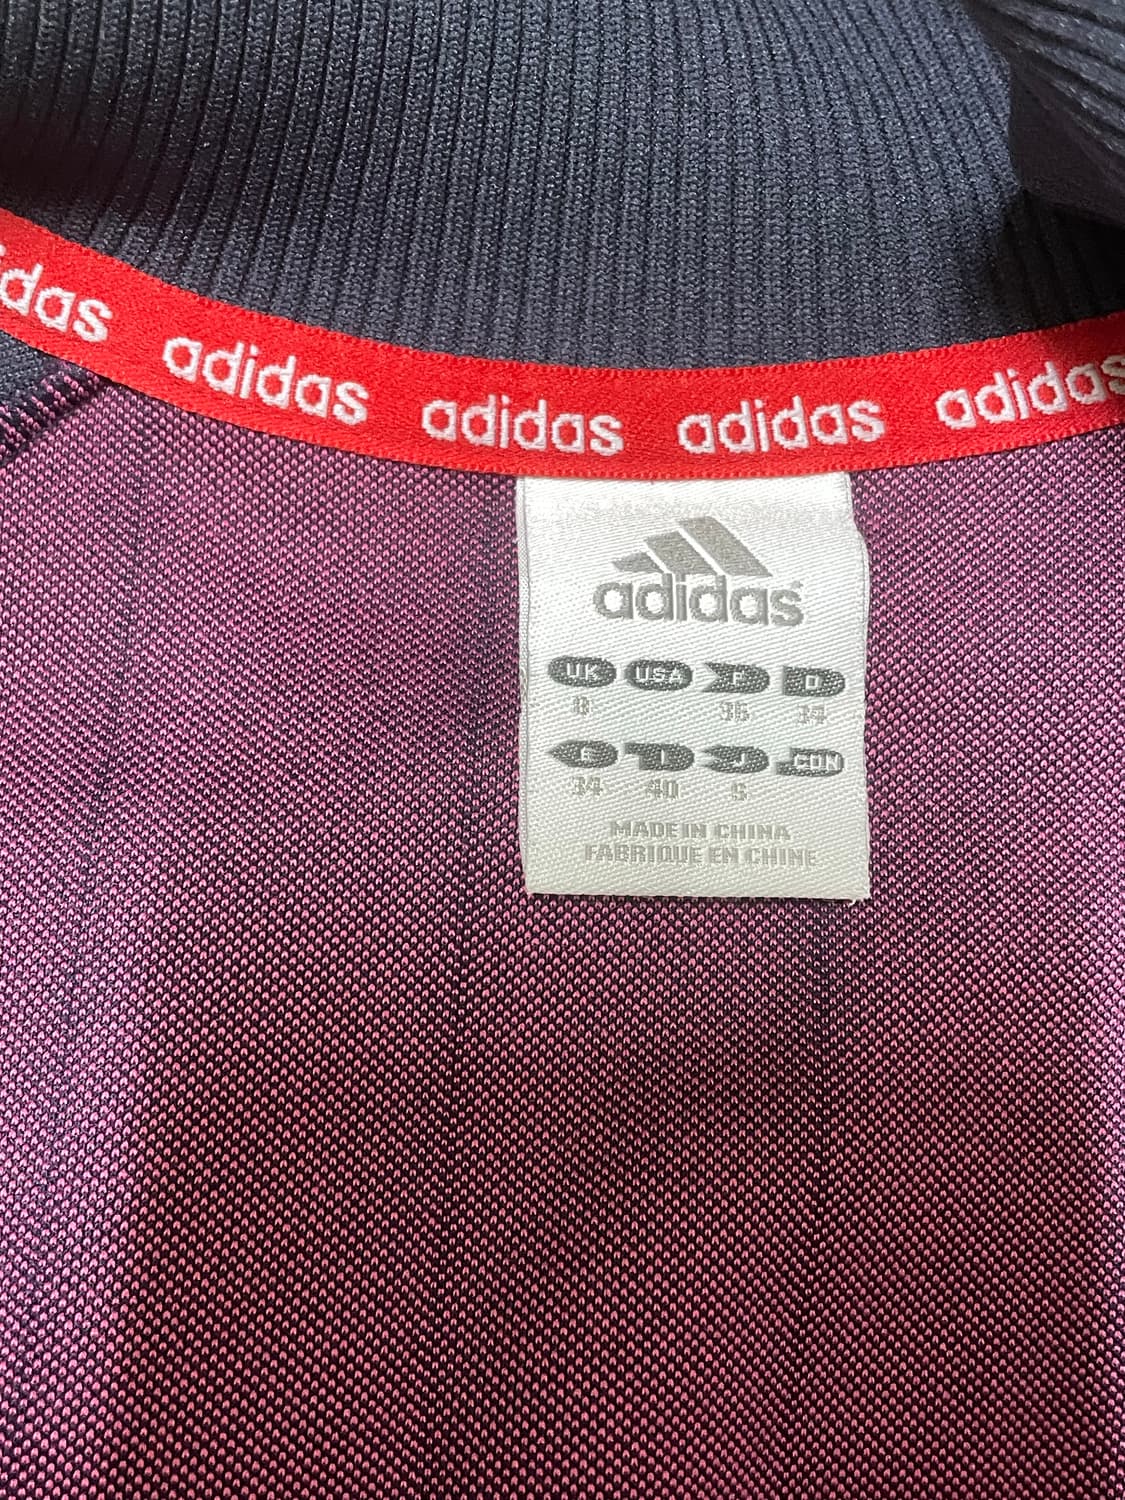 idas adidas adidas adidas adidas
adidas
UK USA F D
8 36 34
E I J CDN
34 40 S
MADE IN CHINA
FABRIQUE EN CHINE